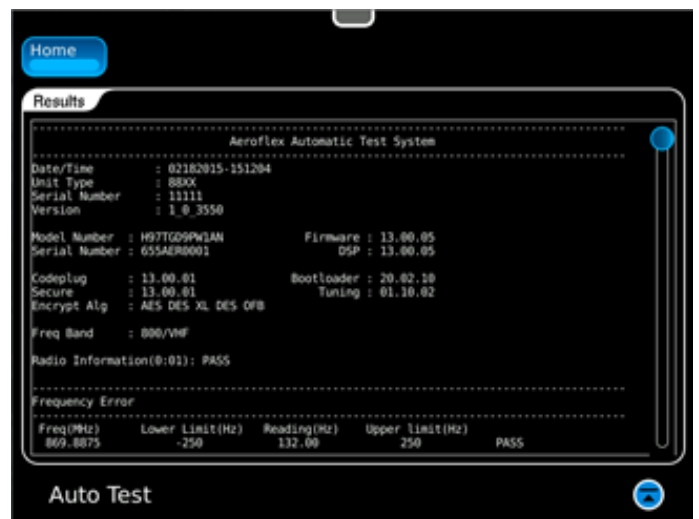 Home
Results
Aeroflex Automatic Test System
Date/Time : 02182015-151204
Unit Type : 88XX
Serial Number : 11111
Version : 1_0_3550
Model Number : H97TGD9PW1AN Firmware : 13.00.05
Serial Number : 655AER0001 DSP : 13.00.05
Codeplug : 13.00.01 Bootloader : 20.02.10
Secure : 13.00.01 Tuning : 01.10.02
Encrypt Alg : AES DES XL DES OFB
Freq Band : 800/VHF
Radio Information(0:01): PASS
Frequency Error
Freq(MHz) Lower Limit(Hz) Reading(Hz) Upper limit(Hz)
869.8875 -250 132.00 250 PASS
Auto Test